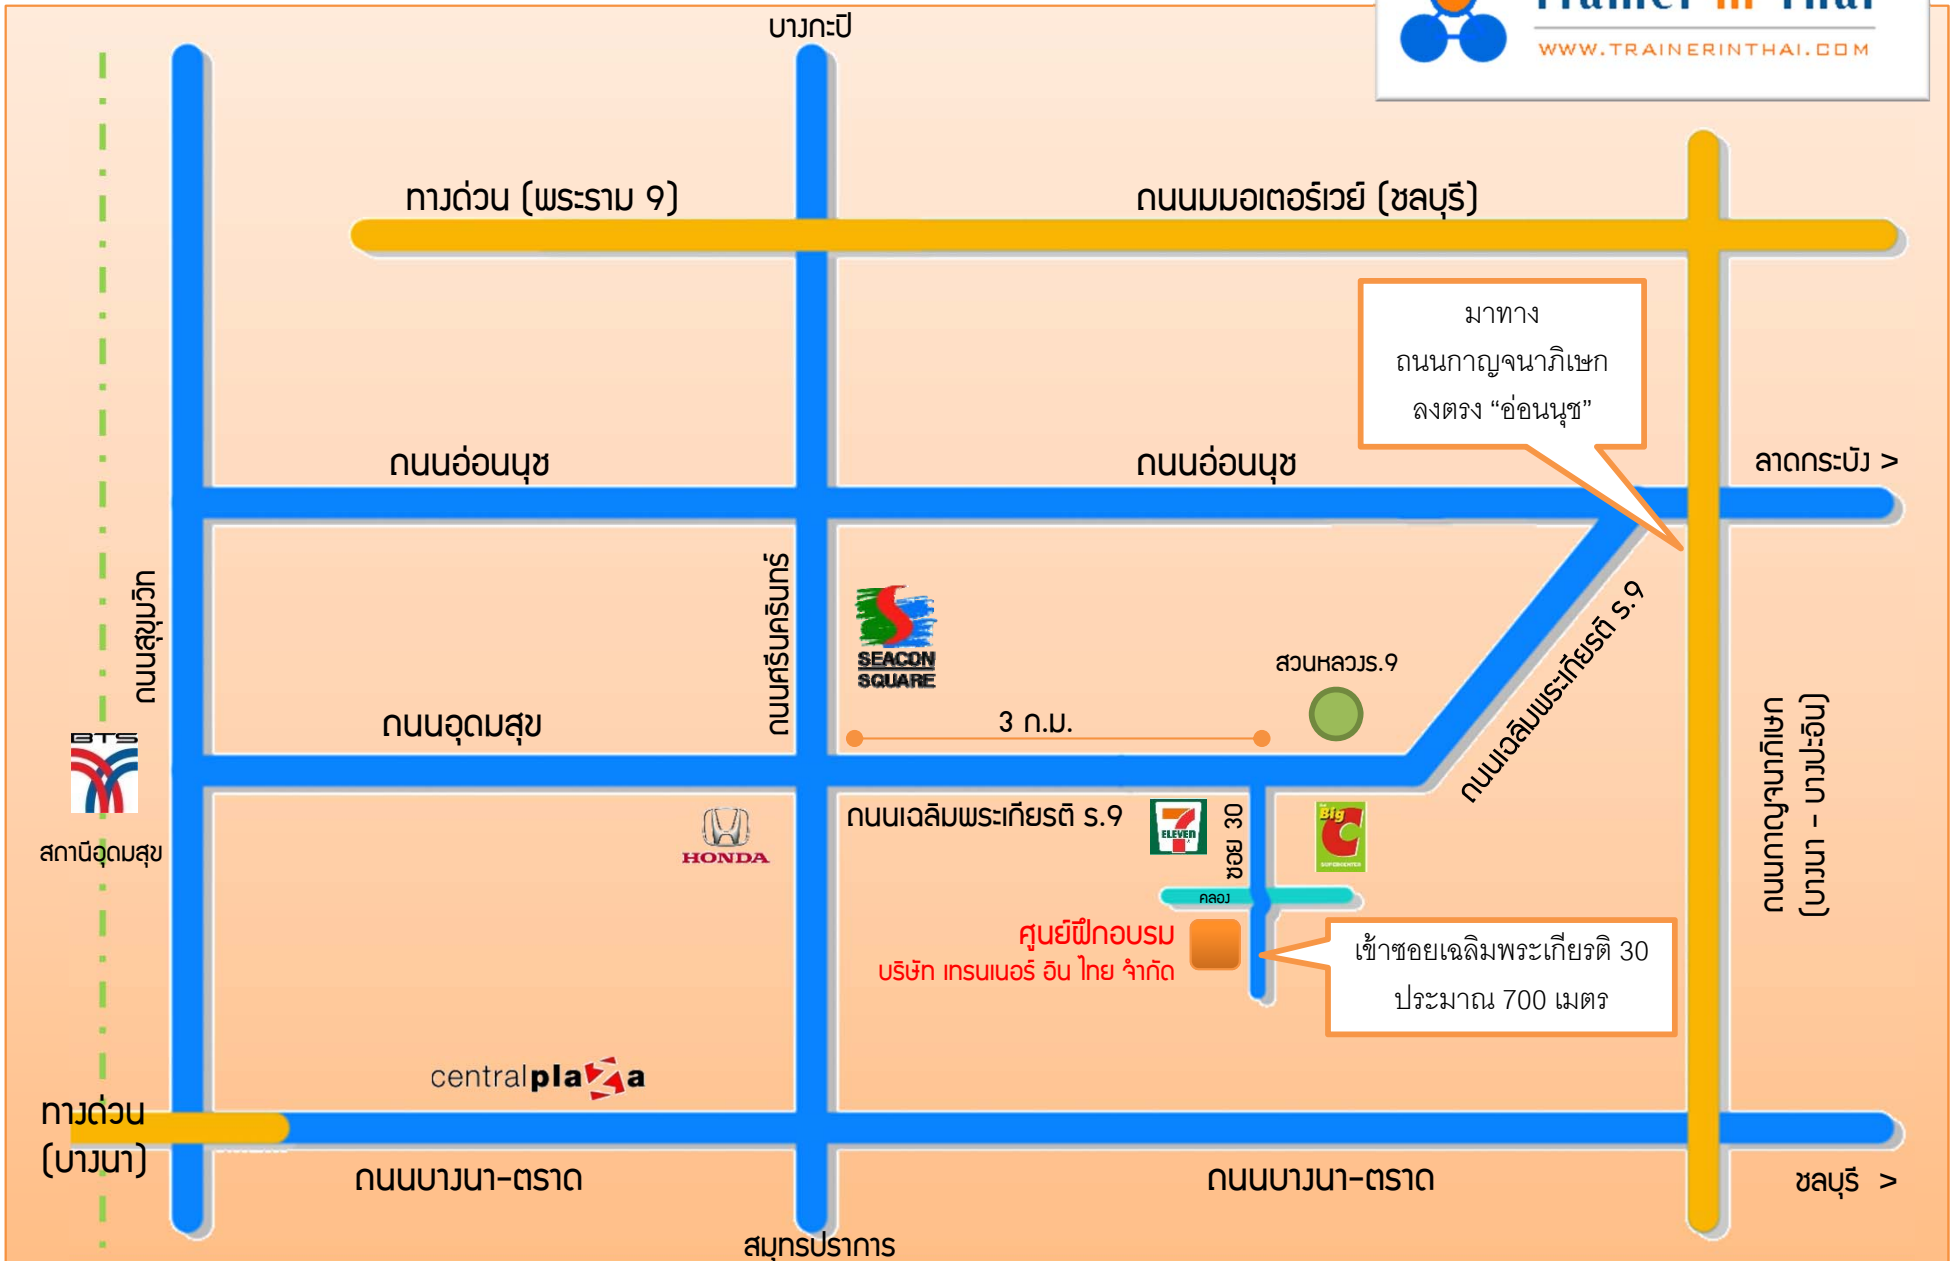 Trainer in Thai
WWW.TRAINERINTHAI.COM
บางกะปิ
ทางด่วน (พระราม 9)
ถนนมมอเตอร์เวย์ (ชลบุรี)
มาทาง
ถนนกาญจนาภิเษก
ลงตรง “อ่อนนุช”
ถนนอ่อนนุช
ถนนอ่อนนุช
ลาดกระบัง >
ถนนสุขุมวิท
ถนนศรีนครินทร์
SEACON
SQUARE
สวนหลวงร.9
ถนนเฉลิมพระเกียรติ ร.9
ถนนกาญจนาภิเษก
(บางนา - บางปะอิน)
ถนนอุดมสุข
3 ก.ม.
BTS
สถานีอุดมสุข
HONDA
ถนนเฉลิมพระเกียรติ ร.9
7
ELEVEN
ซอย 30
Big
C
SUPERCENTER
คลอง
ศูนย์ฝึกอบรม
บริษัท เทรนเนอร์ อิน ไทย จำกัด
เข้าซอยเฉลิมพระเกียรติ 30
ประมาณ 700 เมตร
centralplaza
ทางด่วน
(บางนา)
ถนนบางนา-ตราด
ถนนบางนา-ตราด
ชลบุรี >
สมุทรปราการ